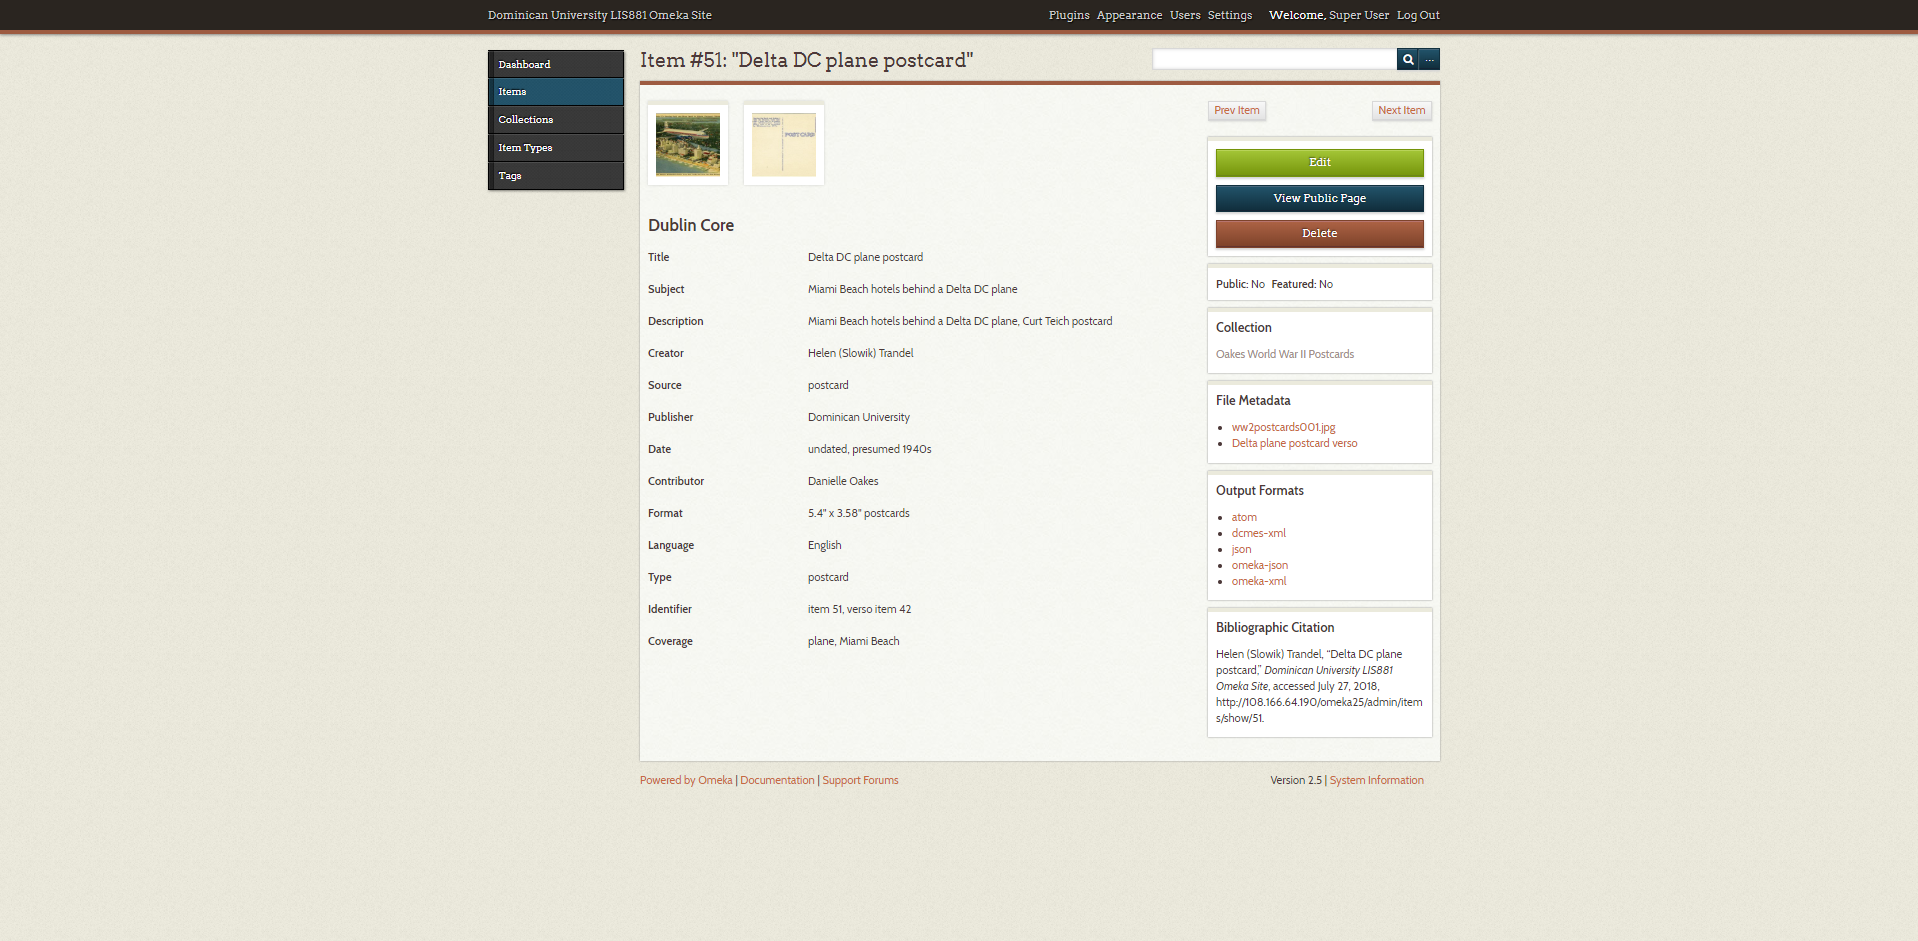 Dominican University LIS881 Omeka Site
Plugins Appearance Users Settings Welcome, Super User Log Out
Dashboard
Items
Collections
Item Types
Tags
Item #51: "Delta DC plane postcard"
...
POST CARD
Dublin Core
Title Delta DC plane postcard
Subject Miami Beach hotels behind a Delta DC plane
Description Miami Beach hotels behind a Delta DC plane, Curt Teich postcard
Creator Helen (Slowik) Trandel
Source postcard
Publisher Dominican University
Date undated, presumed 1940s
Contributor Danielle Oakes
Format 5.4" x 3.58" postcards
Language English
Type postcard
Identifier item 51, verso item 42
Coverage plane, Miami Beach
Prev Item Next Item
Edit
View Public Page
Delete
Public: No Featured: No
Collection
Oakes World War II Postcards
File Metadata
ww2postcards001.jpg
Delta plane postcard verso
Output Formats
atom
dcmes-xml
json
omeka-json
omeka-xml
Bibliographic Citation
Helen (Slowik) Trandel, “Delta DC plane
postcard,” Dominican University LIS881
Omeka Site, accessed July 27, 2018,
http://108.166.64.190/omeka25/admin/item
s/show/51.
Powered by Omeka | Documentation | Support Forums
Version 2.5 | System Information